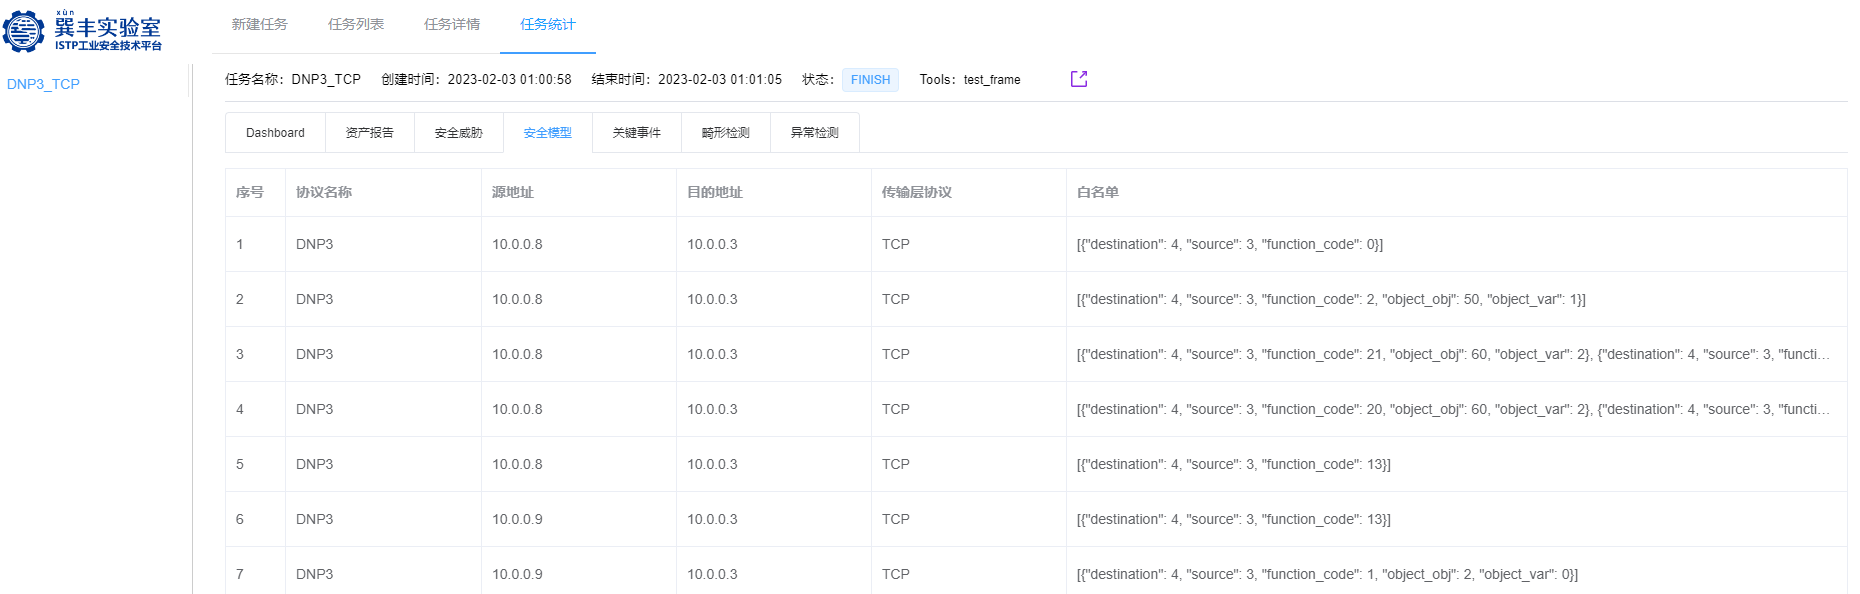 xùn
巽丰实验室
ISTP工业安全技术平台
新建任务 任务列表 任务详情 任务统计
DNP3_TCP
任务名称：DNP3_TCP 创建时间：2023-02-03 01:00:58 结束时间：2023-02-03 01:01:05 状态：FINISH Tools：test_frame
Dashboard 资产报告 安全威胁 安全模型 关键事件 畸形检测 异常检测
序号 协议名称 源地址 目的地址 传输层协议 白名单
1 DNP3 10.0.0.8 10.0.0.3 TCP [{"destination": 4, "source": 3, "function_code": 0}]
2 DNP3 10.0.0.8 10.0.0.3 TCP [{"destination": 4, "source": 3, "function_code": 2, "object_obj": 50, "object_var": 1}]
3 DNP3 10.0.0.8 10.0.0.3 TCP [{"destination": 4, "source": 3, "function_code": 21, "object_obj": 60, "object_var": 2}, {"destination": 4, "source": 3, "functi...
4 DNP3 10.0.0.8 10.0.0.3 TCP [{"destination": 4, "source": 3, "function_code": 20, "object_obj": 60, "object_var": 2}, {"destination": 4, "source": 3, "functi...
5 DNP3 10.0.0.8 10.0.0.3 TCP [{"destination": 4, "source": 3, "function_code": 13}]
6 DNP3 10.0.0.9 10.0.0.3 TCP [{"destination": 4, "source": 3, "function_code": 13}]
7 DNP3 10.0.0.9 10.0.0.3 TCP [{"destination": 4, "source": 3, "function_code": 1, "object_obj": 2, "object_var": 0}]